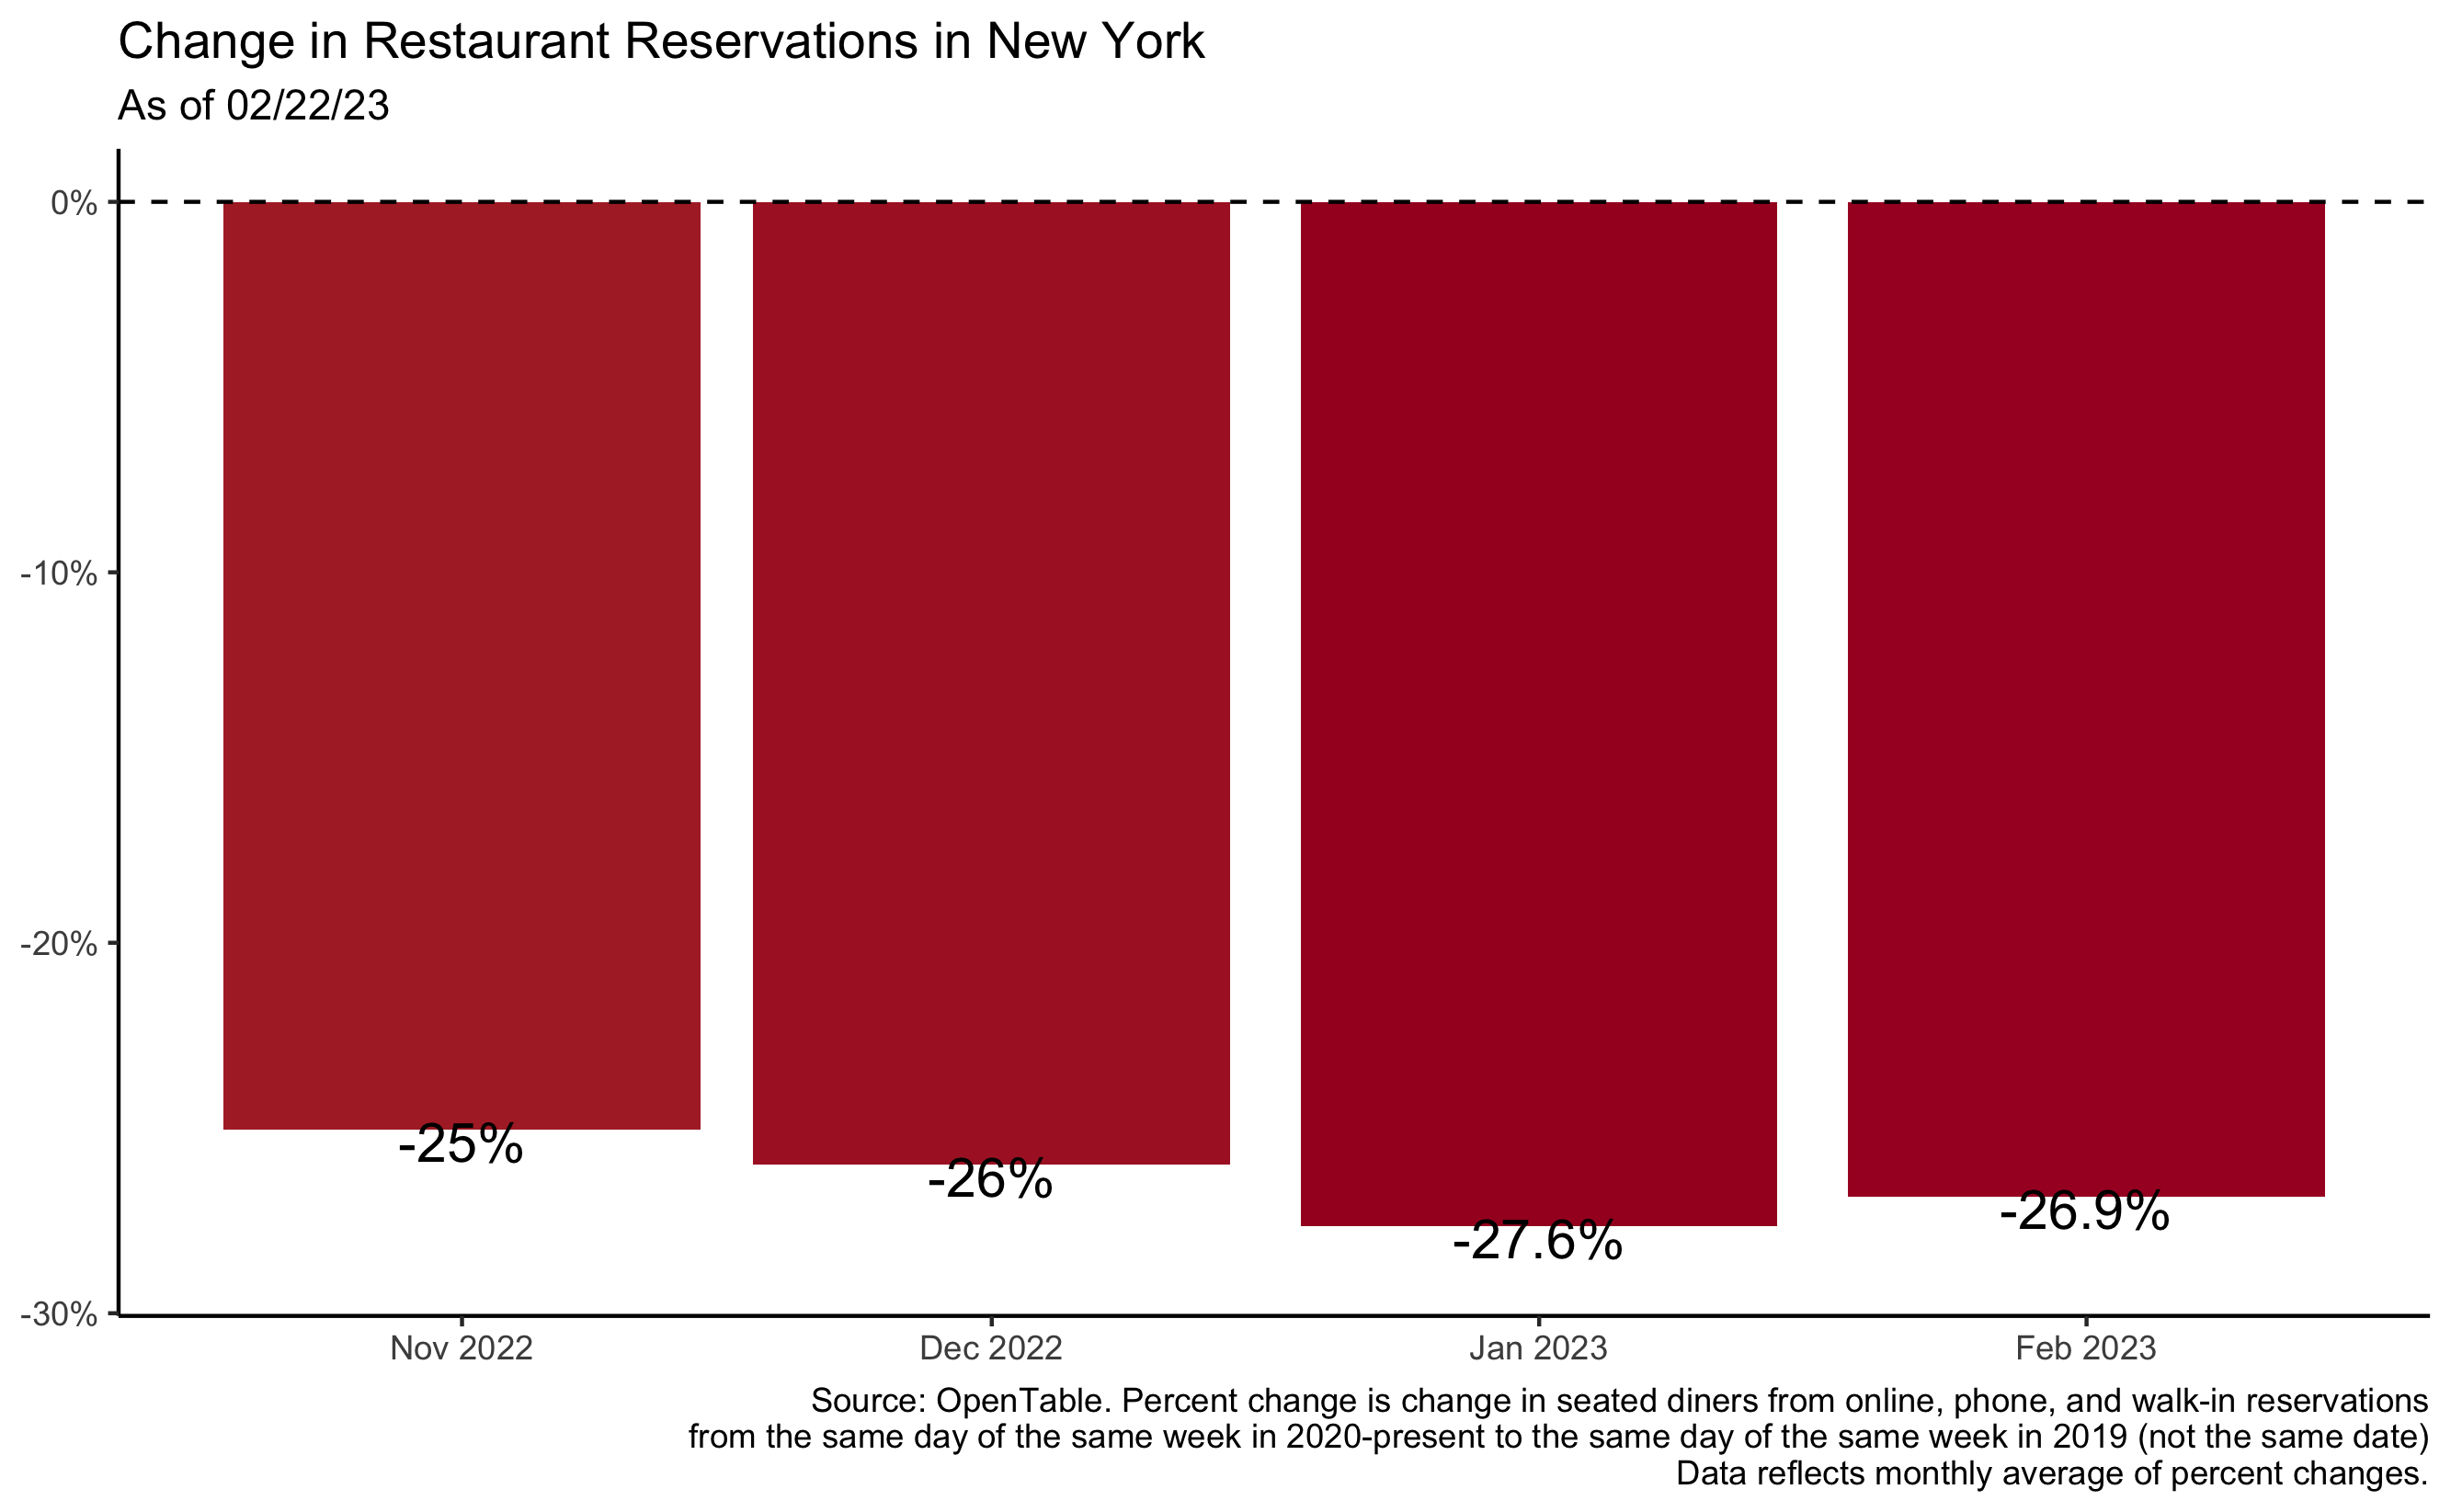 Change in Restaurant Reservations in New York
As of 02/22/23
0%
-10%
-20%
-30%
-25%
-26%
-27.6%
-26.9%
Nov 2022
Dec 2022
Jan 2023
Feb 2023
Source: OpenTable. Percent change is change in seated diners from online, phone, and walk-in reservations
from the same day of the same week in 2020-present to the same day of the same week in 2019 (not the same date)
Data reflects monthly average of percent changes.